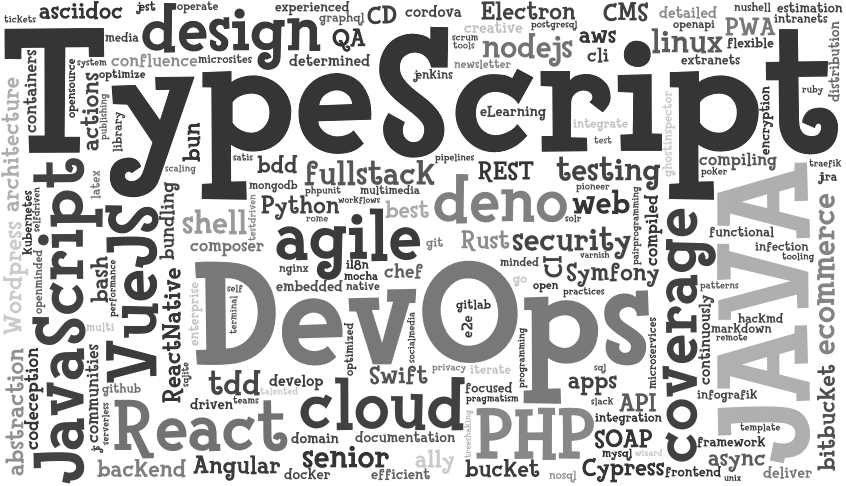 tickets
asciidoc
jest
operate
experienced
graphql
CD
cordova
Electron
postgresql
CMS
detailed
openapi
nushell
estimation
intranets
PWA
flexible
TypeScript
media
design
QA
scrum
tools
creative
nodejs
aws
cli
linux
distribution
containers
system
confluence
microsites
determined
newsletter
extranets
opensource
actions
optimize
publishing
library
jenkins
eLearning
integrate
test
ghostinspector
encryption
ruby
Wordpress
architecture
bun
scaling
satis
bdd
fullstack
pipelines
REST
testing
compiling
poker
traefik
jra
latex
mongodb
phpunit
multimedia
workflows
pioneer
Kubernetes
selfdriven
JavaScript
VueJS
bundling
shell
composer
testdriven
Python
rome
best
deno
solr
web
pairprogramming
compiled
coverage
JAVA
functional
ecommerce
agile
git
Rust
security
varnish
infection
tooling
openminded
bash
performance
nginx
i18n
mocha
chef
minded
go
CI
Symfony
patterns
ReactNative
enterprise
embedded
native
open
practices
DevOps
self
terminal
gitlab
e2e
multi
optimized
socialmedia
programming
microservices
continuously
hackmd
markdown
remote
abstraction
codeception
communities
sqlite
privacy
iterate
Swift
sql
github
tdd
develop
talented
focused
pragmatism
apps
slack
API
infografik
bitbucket
js
serverless
driven
teams
React
cloud
treeshaking
PHP
integration
template
domain
documentation
SOAP
framework
mysql
wizard
backend
Angular
senior
docker
efficient
ally
bucket
nosql
Cypress
frontend
async
unix
deliver